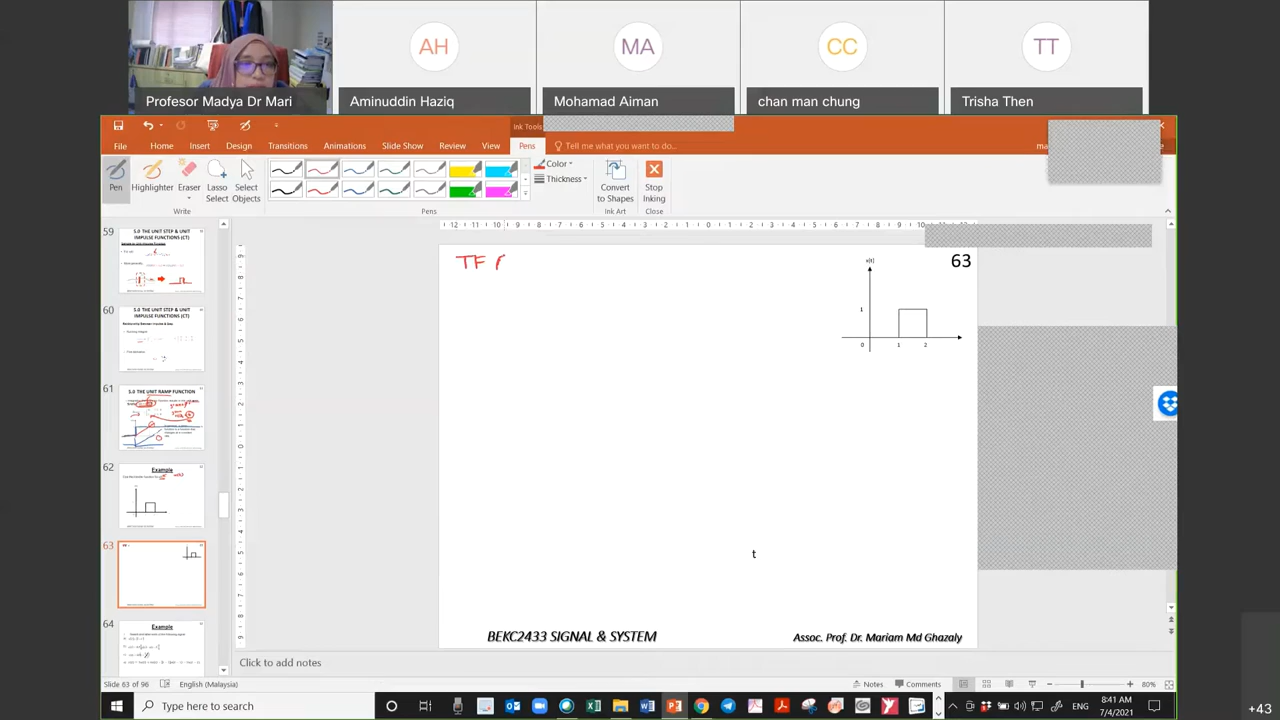 AH
MA
CC
TT
Profesor Madya Dr Mari
Aminuddin Haziq
Mohamad Aiman
chan man chung
Trisha Then
Ink Tools
File
Home
Insert
Design
Transitions
Animations
Slide Show
Review
View
Pens
Tell me what you want to do...
ma
Pen
Highlighter
Eraser
Lasso
Select
Select
Objects
Color
Thickness
Convert
to Shapes
Stop
Inking
Write
Pens
Ink Art
Close
59
5.0 THE UNIT STEP & UNIT
IMPULSE FUNCTIONS (CT)
60
5.0 THE UNIT STEP & UNIT
IMPULSE FUNCTIONS (CT)
61
5.0 THE UNIT RAMP FUNCTION
62
Example
63
64
Example
TF
63
x(t)
1
0
1
2
t
BEKC2433 SIGNAL & SYSTEM
Assoc. Prof. Dr. Mariam Md Ghazaly
Click to add notes
Slide 63 of 96
English (Malaysia)
Notes
Comments
80%
Type here to search
8:41 AM
7/4/2021
+43